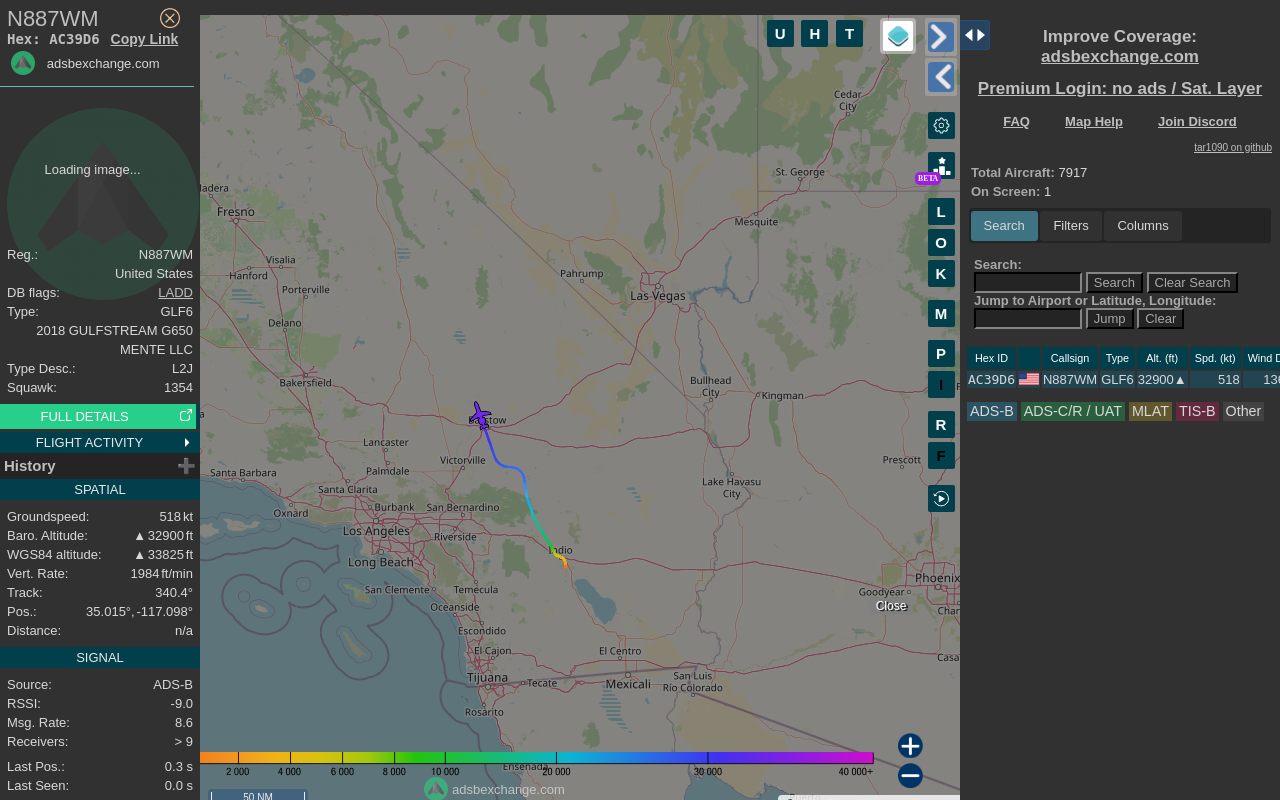 N887WM
Hex: AC39D6 Copy Link
adsbexchange.com
Loading image...
Reg.: N887WM
United States
DB flags: LADD
Type: GLF6
2018 GULFSTREAM G650
MENTE LLC
Type Desc.: L2J
Squawk: 1354
FULL DETAILS
FLIGHT ACTIVITY
History
SPATIAL
Groundspeed: 518 kt
Baro. Altitude: ▲ 32900 ft
WGS84 altitude: ▲ 33825 ft
Vert. Rate: 1984 ft/min
Track: 340.4°
Pos.: 35.015°, -117.098°
Distance: n/a
SIGNAL
Source: ADS-B
RSSI: -9.0
Msg. Rate: 8.6
Receivers: > 9
Last Pos.: 0.3 s
Last Seen: 0.0 s
U H T
Cedar
City
St. George
BETA
Mesquite
Fresno
Visalia
Hanford
Porterville
Pahrump
Las Vegas
Delano
L
O
K
M
P
I
R
F
Bakersfield
Bullhead
City
Kingman
Lancaster
Palmdale
Victorville
Santa Barbara
Santa Clarita
Prescott
Lake Havasu
City
Oxnard
Burbank
San Bernardino
Los Angeles
Riverside
Long Beach
Indio
San Clemente
Temecula
Oceanside
Phoenix
Goodyear
Close
Escondido
El Cajon
El Centro
Tijuana
Tecate
Mexicali
San Luis
Río Colorado
Rosarito
Ensenada
2 000 4 000 6 000 8 000 10 000 20 000 30 000 40 000+
adsbexchange.com
50 NM
Improve Coverage:
adsbexchange.com
Premium Login: no ads / Sat. Layer
FAQ Map Help Join Discord
tar1090 on github
Total Aircraft: 7917
On Screen: 1
Search Filters Columns
Search:
Search Clear Search
Jump to Airport or Latitude, Longitude:
Jump Clear
Hex ID Callsign Type Alt. (ft) Spd. (kt) Wind D
AC39D6 N887WM GLF6 32900▲ 518
ADS-B ADS-C/R / UAT MLAT TIS-B Other